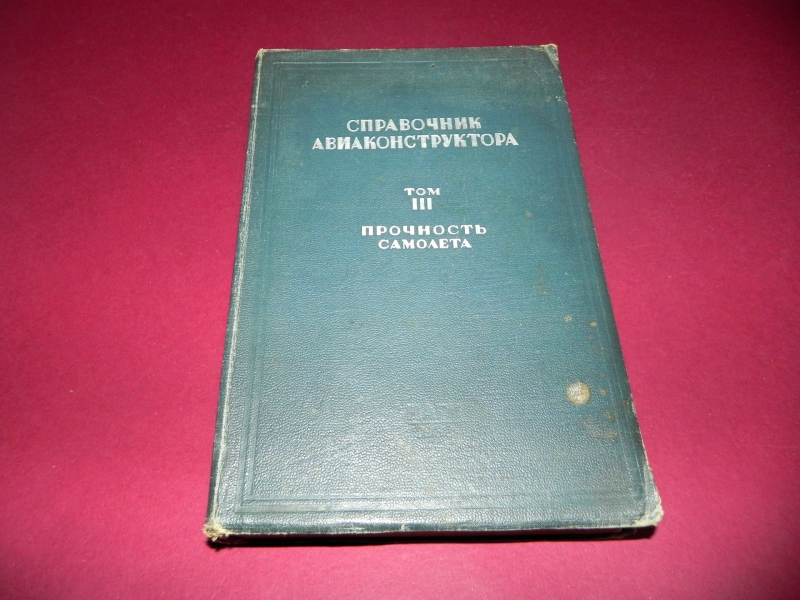 СПРАВОЧНИК
АВИАКОНСТРУКТОРА
ТОМ
III
ПРОЧНОСТЬ
САМОЛЕТА